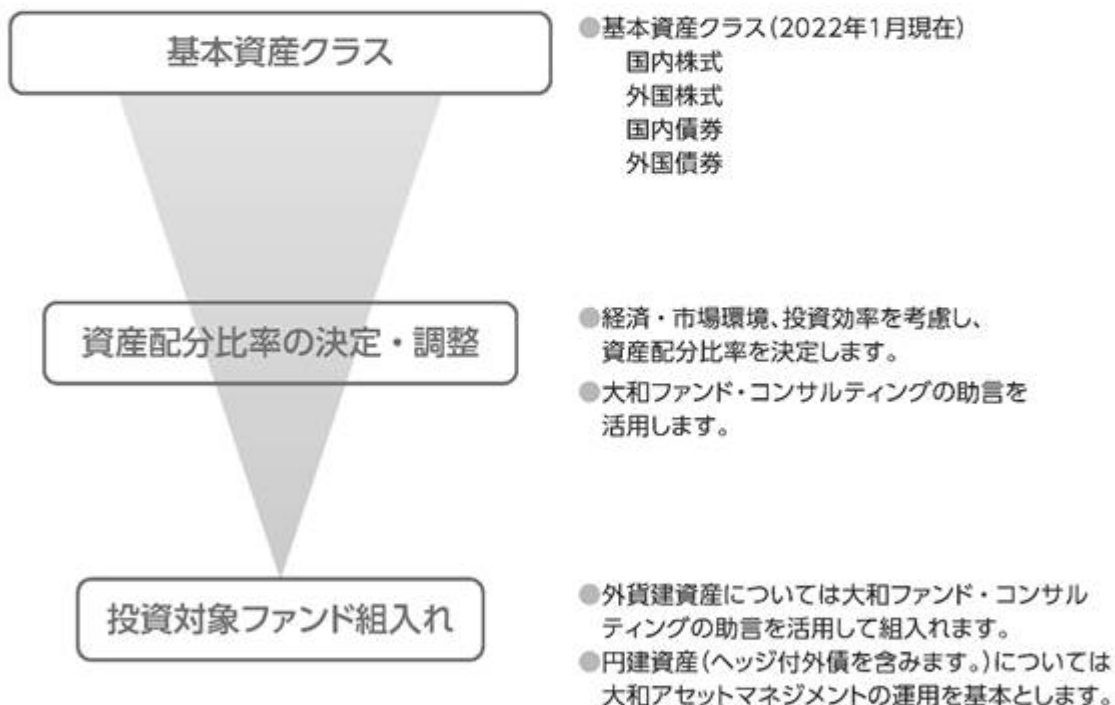 基本資産クラス
●基本資産クラス(2022年1月現在)
国内株式
外国株式
国内債券
外国債券
資産配分比率の決定・調整
●経済・市場環境、投資効率を考慮し、
資産配分比率を決定します。
●大和ファンド・コンサルティングの助言を
活用します。
投資対象ファンド組入れ
●外貨建資産については大和ファンド・コンサル
ティングの助言を活用して組入れます。
●円建資産(ヘッジ付外債を含みます。)については
大和アセットマネジメントの運用を基本とします。